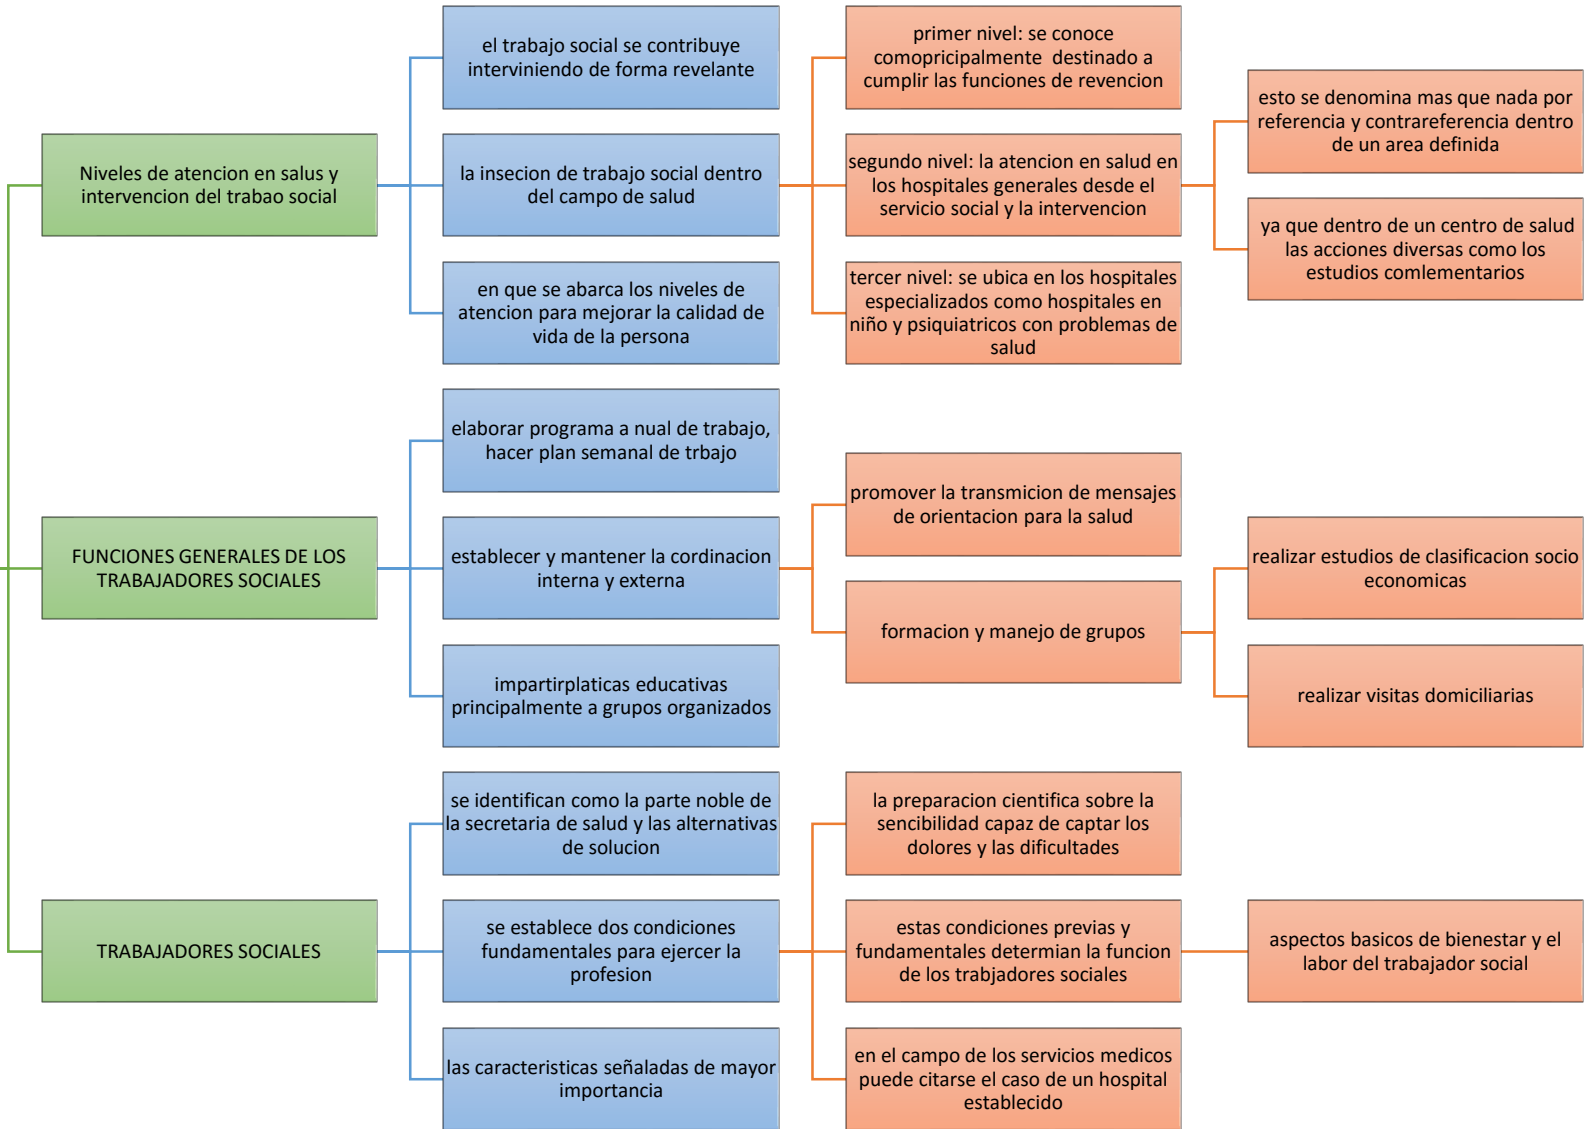 Niveles de atencion en salus y
intervencion del trabao social
el trabajo social se contribuye
interviniendo de forma revelante
la insecion de trabajo social dentro
del campo de salud
en que se abarca los niveles de
atencion para mejorar la calidad de
vida de la persona
primer nivel: se conoce
comopricipalmente  destinado a
cumplir las funciones de revencion
segundo nivel: la atencion en salud en
los hospitales generales desde el
servicio social y la intervencion
tercer nivel: se ubica en los hospitales
especializados como hospitales en
niño y psiquiatricos con problemas de
salud
esto se denomina mas que nada por
referencia y contrareferencia dentro
de un area definida
ya que dentro de un centro de salud
las acciones diversas como los
estudios comlementarios
FUNCIONES GENERALES DE LOS
TRABAJADORES SOCIALES
elaborar programa a nual de trabajo,
hacer plan semanal de trbajo
establecer y mantener la cordinacion
interna y externa
impartirplaticas educativas
principalmente a grupos organizados
promover la transmicion de mensajes
de orientacion para la salud
formacion y manejo de grupos
realizar estudios de clasificacion socio
economicas
realizar visitas domiciliarias
TRABAJADORES SOCIALES
se identifican como la parte noble de
la secretaria de salud y las alternativas
de solucion
se establece dos condiciones
fundamentales para ejercer la
profesion
las caracteristicas señaladas de mayor
importancia
la preparacion cientifica sobre la
sencibilidad capaz de captar los
dolores y las dificultades
estas condiciones previas y
fundamentales determian la funcion
de los trabjadores sociales
en el campo de los servicios medicos
puede citarse el caso de un hospital
establecido
aspectos basicos de bienestar y el
labor del trabajador social